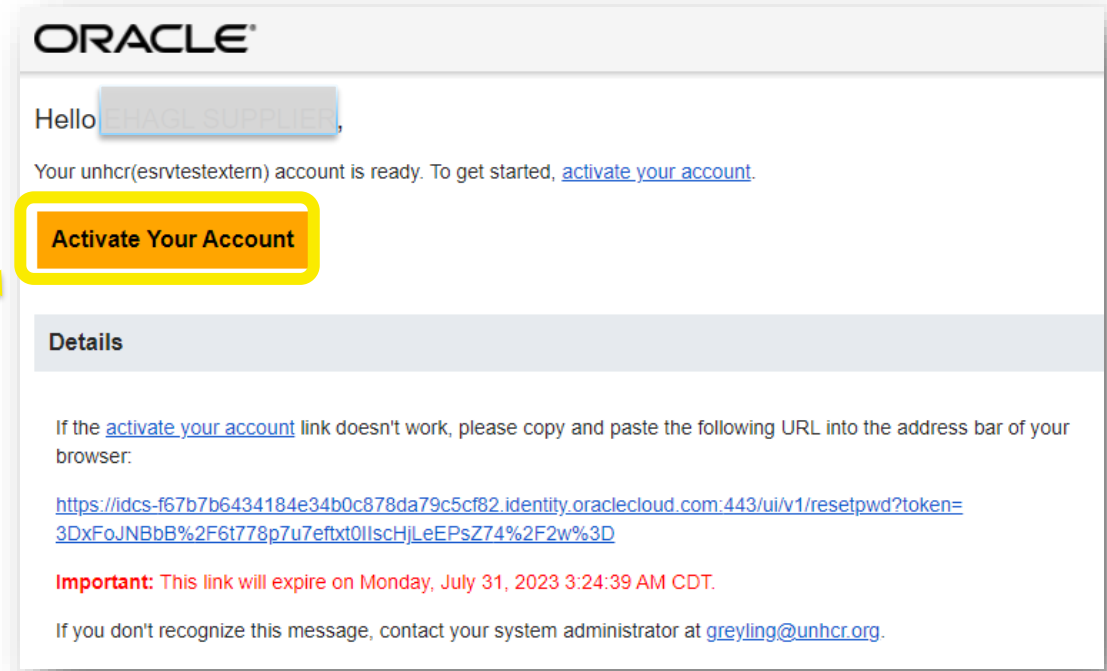 ORACLE
Hello EHAGL SUPPLIER,
Your unhcr(esrvtestextern) account is ready. To get started, activate your account.
Activate Your Account
Details
If the activate your account link doesn't work, please copy and paste the following URL into the address bar of your
browser:
https://idcs-f67b7b6434184e34b0c878da79c5cf82.identity.oraclecloud.com:443/ui/v1/resetpwd?token=
3DxFoJNBbB%2F6t778p7u7eftxt0IIscHjLeEPsZ74%2F2w%3D
Important: This link will expire on Monday, July 31, 2023 3:24:39 AM CDT.
If you don't recognize this message, contact your system administrator at greyling@unhcr.org.